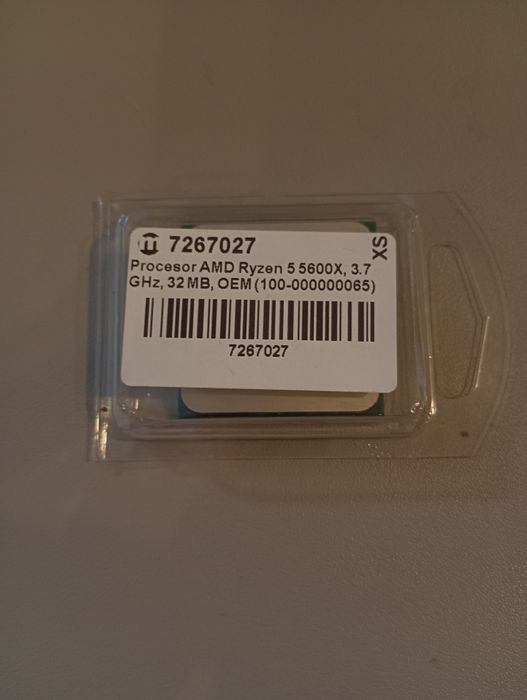 7267027
XS
Procesor AMD Ryzen 5 5600X, 3.7
GHz, 32 MB, OEM (100-000000065)
7267027